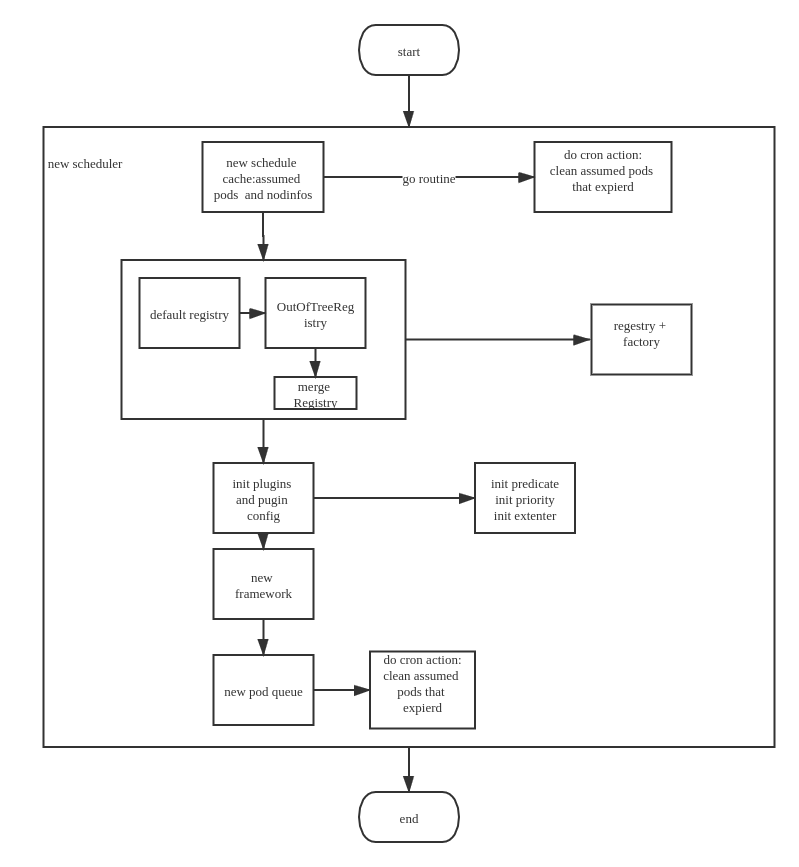 start
new scheduler
new schedule
cache:assumed
pods  and nodinfos
go routine
do cron action:
clean assumed pods
that expierd
default registry
OutOfTreeReg
istry
merge
Registry
regestry +
factory
init plugins
and pugin
config
init predicate
init priority
init extenter
new
framework
new pod queue
do cron action:
clean assumed
pods that
expierd
end